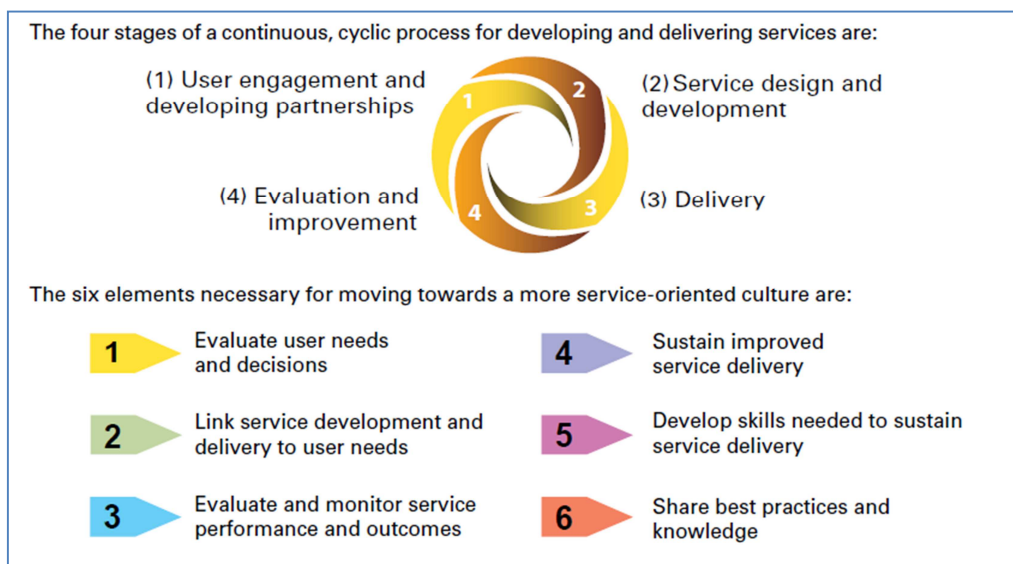 The four stages of a continuous, cyclic process for developing and delivering services are:
(1) User engagement and
developing partnerships
1
2
(2) Service design and
development
(4) Evaluation and
improvement
4
3
(3) Delivery
The six elements necessary for moving towards a more service-oriented culture are:
1
Evaluate user needs
and decisions
2
Link service development and
delivery to user needs
3
Evaluate and monitor service
performance and outcomes
4
Sustain improved
service delivery
5
Develop skills needed to sustain
service delivery
6
Share best practices and
knowledge